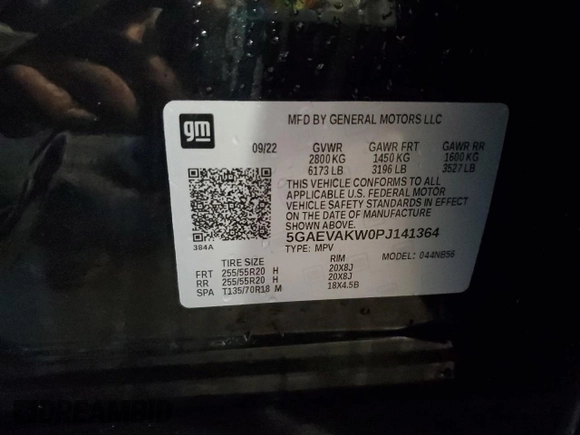 gm
MFD BY GENERAL MOTORS LLC
09/22 GVWR GAWR FRT GAWR RR
2800 KG 1450 KG 1600 KG
6173 LB 3196 LB 3527 LB
THIS VEHICLE CONFORMS TO ALL
APPLICABLE U.S. FEDERAL MOTOR
VEHICLE SAFETY STANDARDS IN EFFECT
ON THE DATE OF MANUFACTURE
SHOWN ABOVE.
384A
5GAEVAKW0PJ141364
TYPE: MPV MODEL: 044NB56
TIRE SIZE RIM
FRT 255/55R20 H 20X8J
RR 255/55R20 H 20X8J
SPA T135/70R18 M 18X4.5B